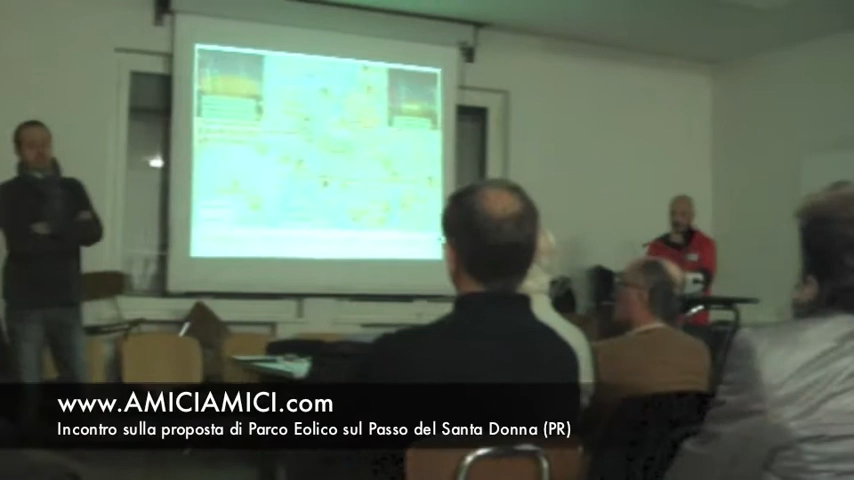 www.AMICIAMICI.com
Incontro sulla proposta di Parco Eolico sul Passo del Santa Donna (PR)